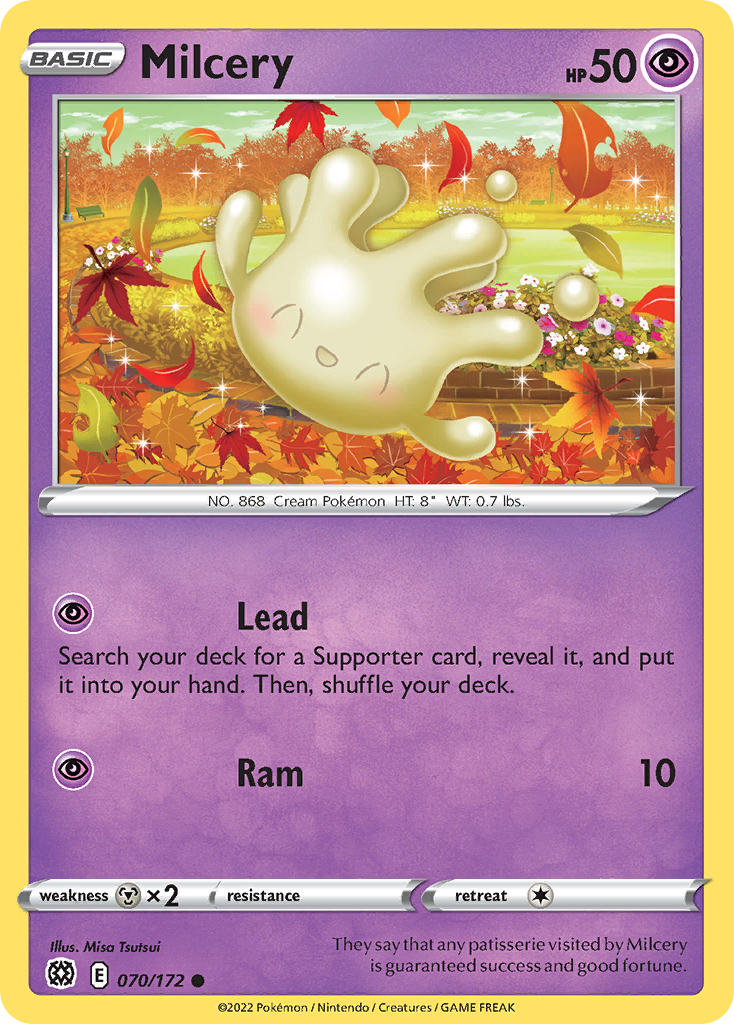 BASIC
Milcery
HP50
NO. 868 Cream Pokémon HT: 8" WT: 0.7 lbs.
Lead
Search your deck for a Supporter card, reveal it, and put
it into your hand. Then, shuffle your deck.
Ram 10
weakness ×2 resistance retreat
Illus. Misa Tsutsui
They say that any patisserie visited by Milcery
is guaranteed success and good fortune.
E 070/172
©2022 Pokémon / Nintendo / Creatures / GAME FREAK